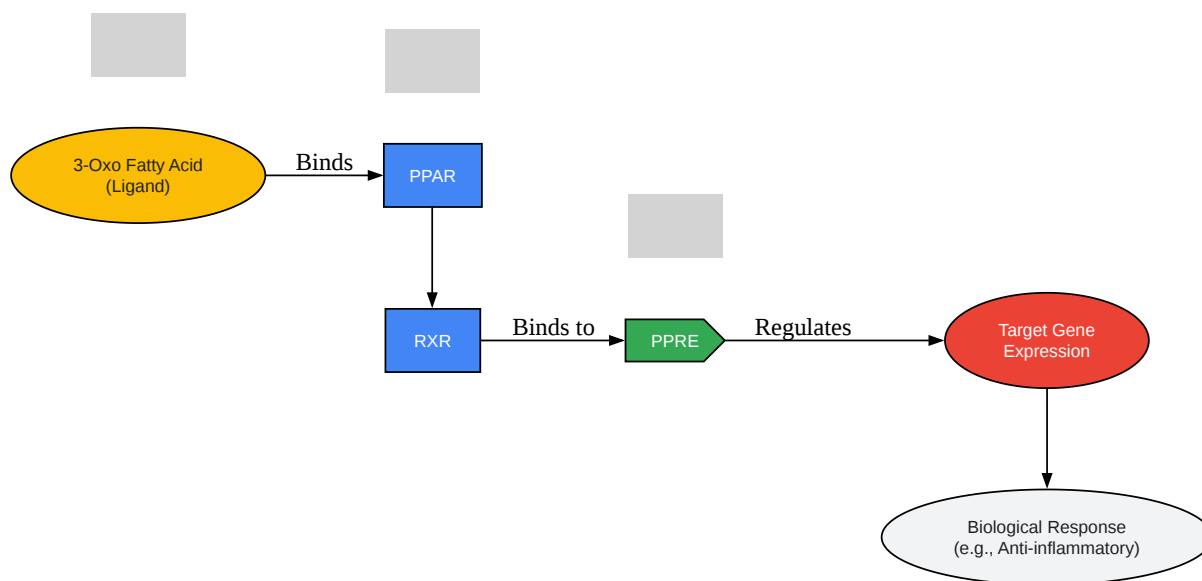 3-Oxo Fatty Acid
(Ligand)
Binds
PPAR
RXR
Binds to
PPRE
Regulates
Target Gene
Expression
Biological Response
(e.g., Anti-inflammatory)